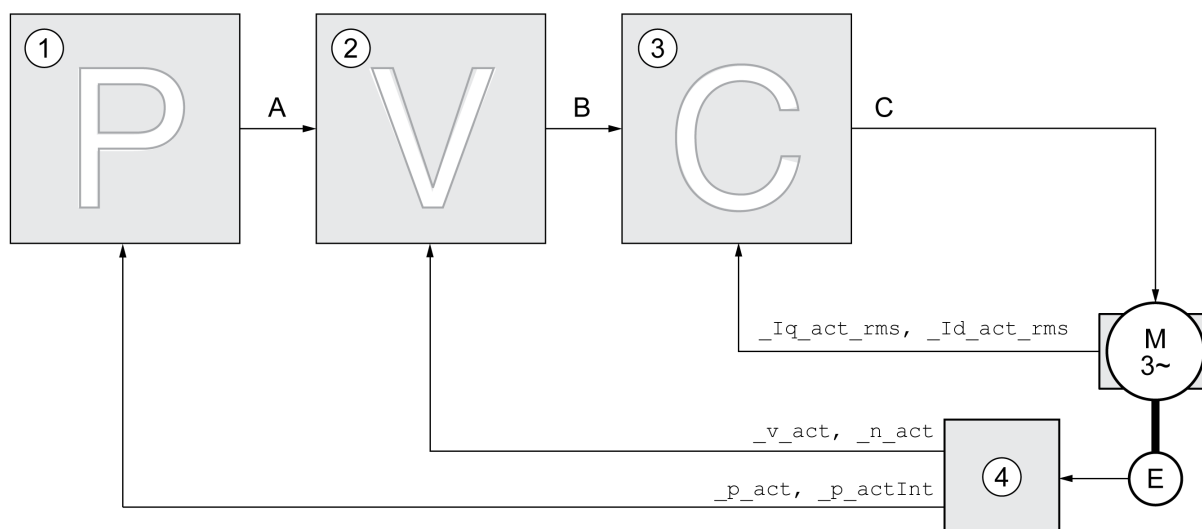 1
P
A
2
V
B
3
C
C
_Iq_act_rms, _Id_act_rms
M
3~
_v_act, _n_act
_p_act, _p_actInt
4
E